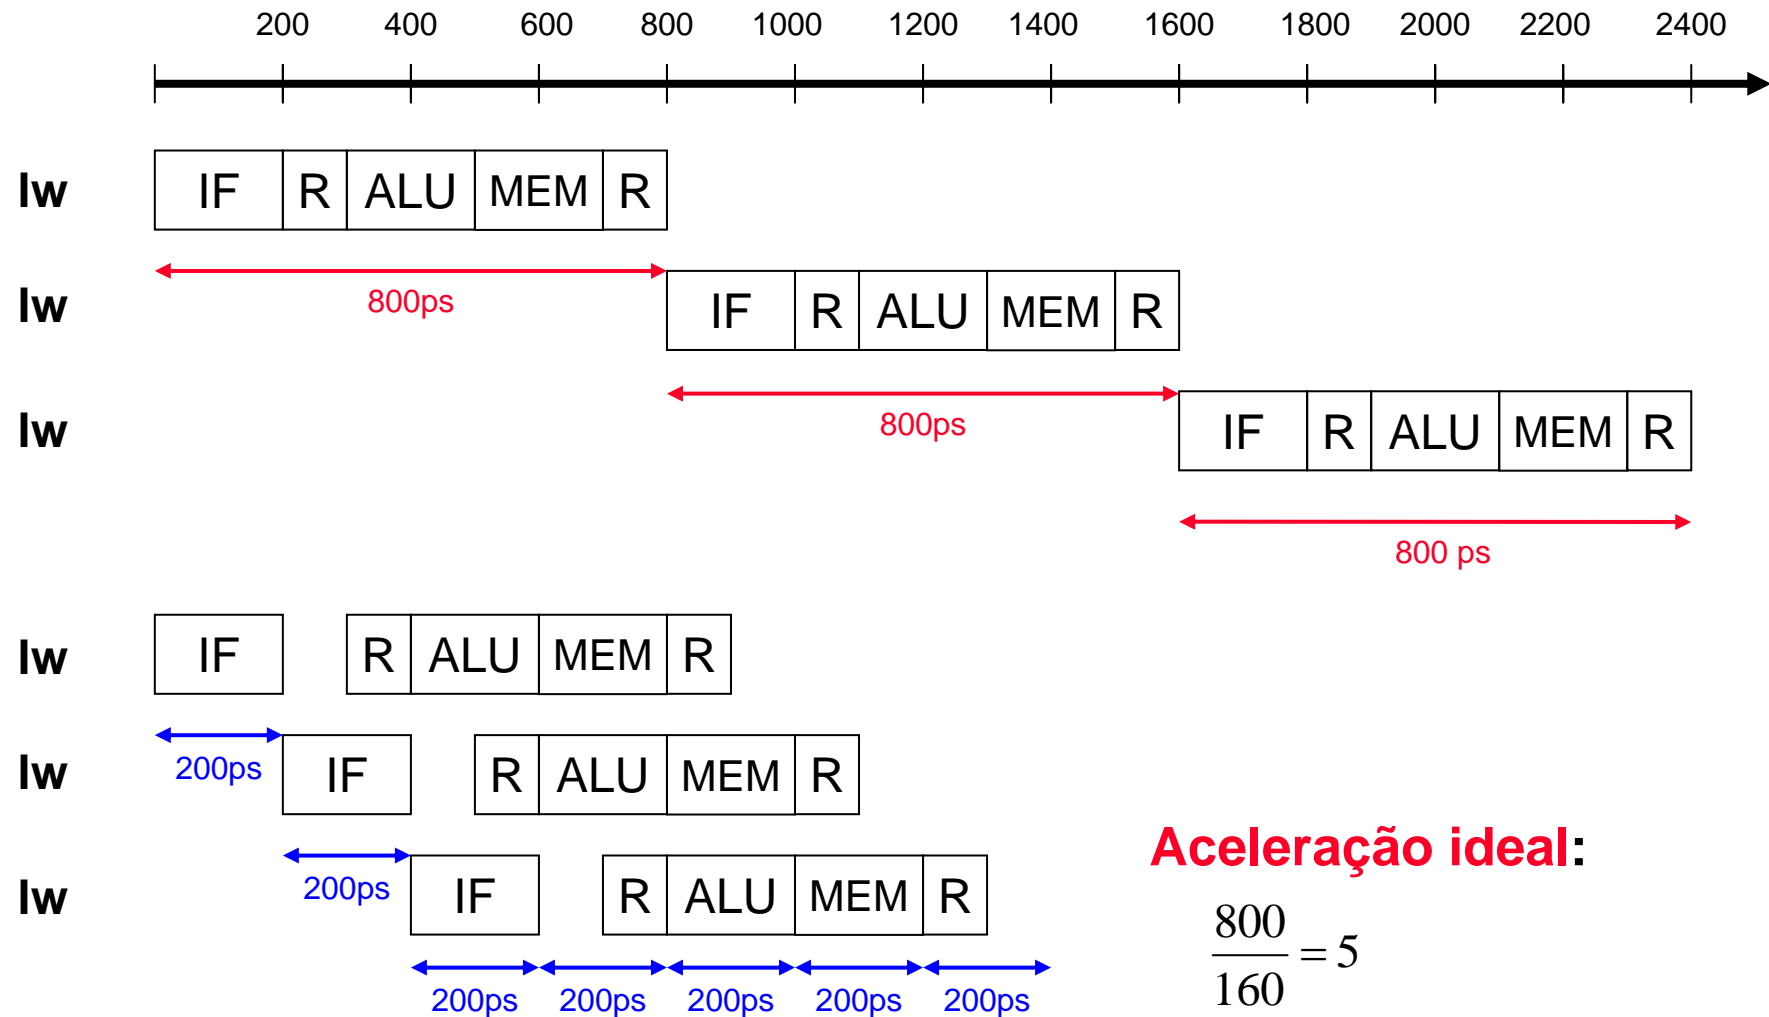 200 400 600 800 1000 1200 1400 1600 1800 2000 2200 2400
lw IF R ALU MEM R
800ps
lw IF R ALU MEM R
800ps
lw IF R ALU MEM R
800 ps
lw IF R ALU MEM R
200ps
lw IF R ALU MEM R
200ps
lw IF R ALU MEM R
200ps 200ps 200ps 200ps 200ps
Aceleração ideal:
800
160
= 5